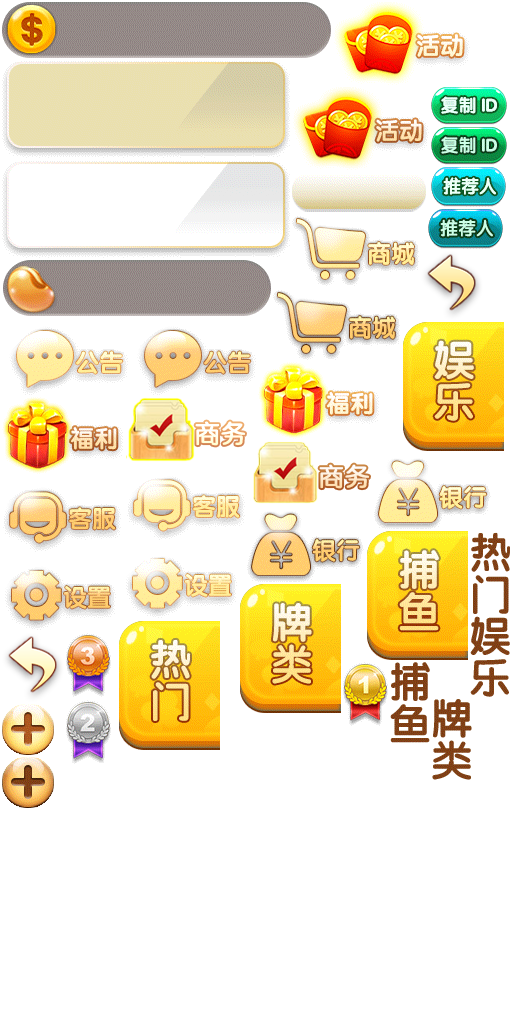 $
活动
活动
复制 ID
复制 ID
推荐人
推荐人
商城
商城
公告
公告
娱乐
福利
福利
商务
商务
客服
客服
银行
¥
银行
¥
设置
设置
捕鱼
热门
娱乐
牌类
热门
3
2
1
捕鱼
牌类